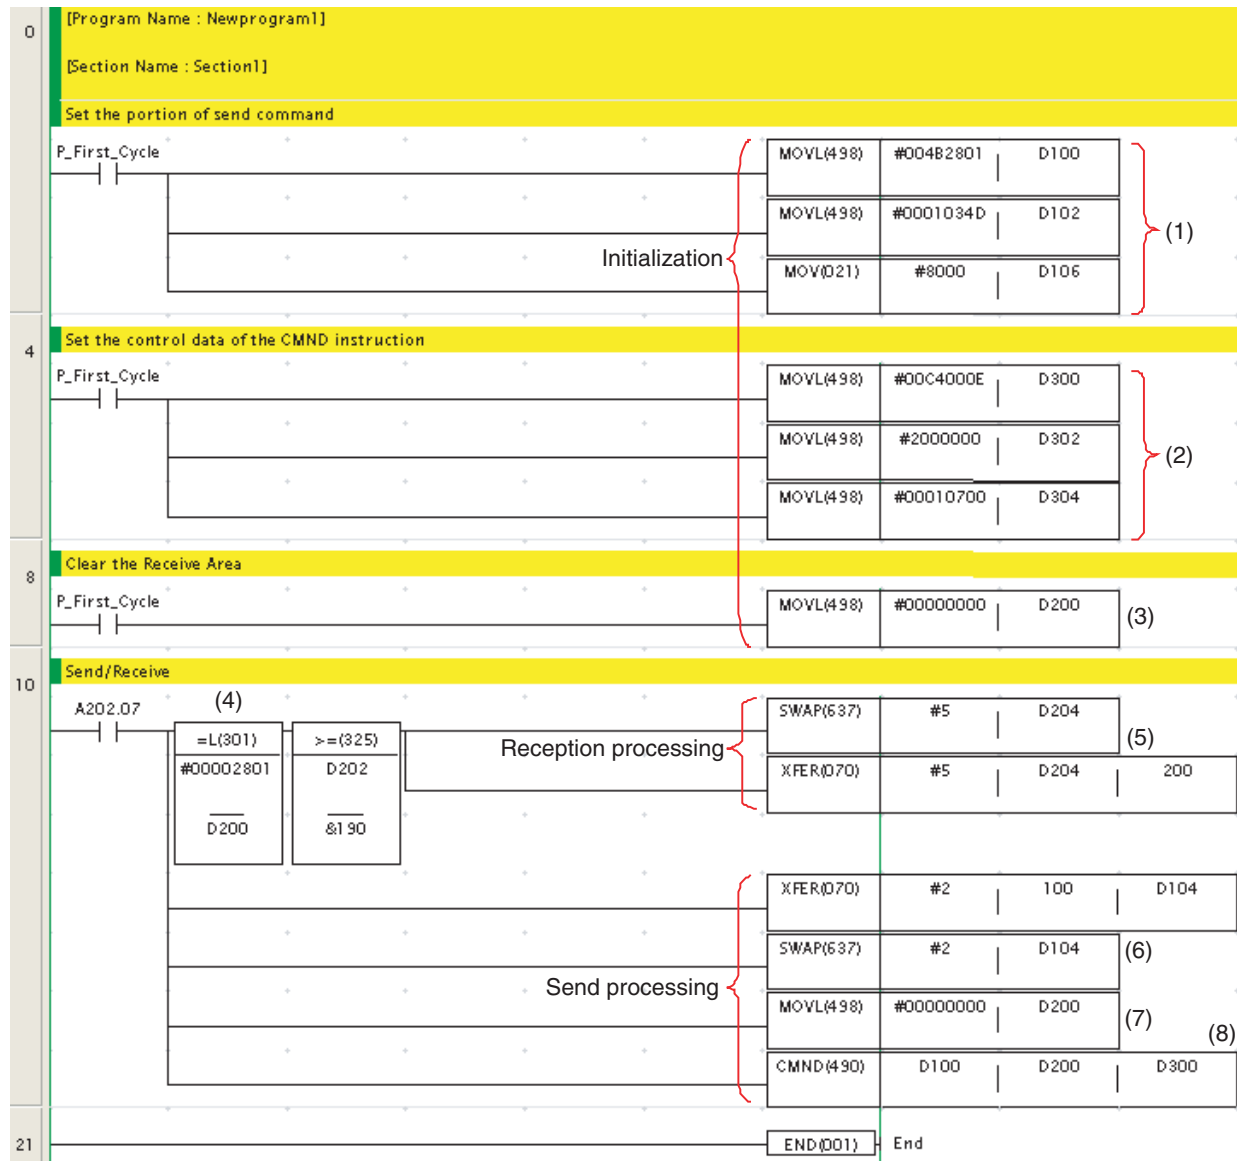 0
[Program Name : Newprogram1]
[Section Name : Section1]
Set the portion of send command
P_First_Cycle
MOVL(498) #004B2801 D100
MOVL(498) #0001034D D102
MOV(021) #8000 D106
Initialization
(1)
4
Set the control data of the CMND instruction
P_First_Cycle
MOVL(498) #00C4000E D300
MOVL(498) #2000000 D302
MOVL(498) #00010700 D304
(2)
8
Clear the Receive Area
P_First_Cycle
MOVL(498) #00000000 D200
(3)
10
Send/Receive
A202.07
(4)
=L(301)
#00002801
D200
>=(325)
D202
&190
Reception processing
SWAP(637) #5 D204
(5)
XFER(070) #5 D204 200
Send processing
XFER(070) #2 100 D104
SWAP(637) #2 D104
(6)
MOVL(498) #00000000 D200
(7)
(8)
CMND(490) D100 D200 D300
21
END(001) End